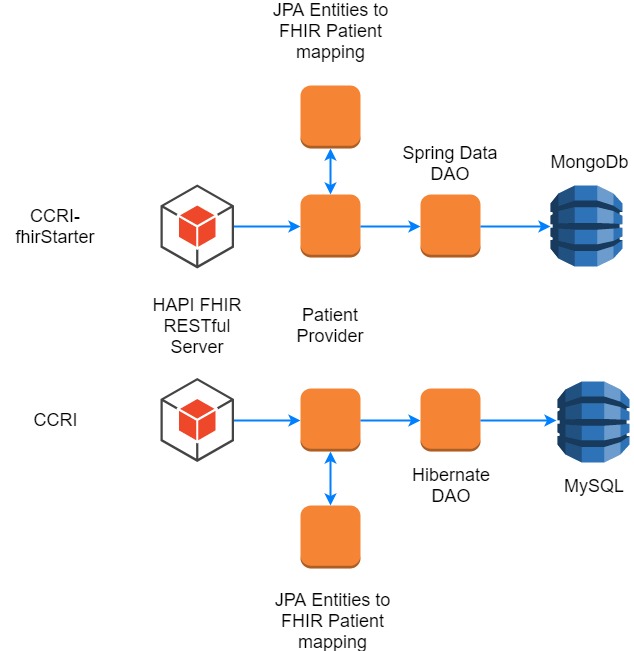 JPA Entities to
FHIR Patient
mapping
Spring Data
DAO
MongoDb
CCRI-
fhirStarter
HAPI FHIR
RESTful
Server
Patient
Provider
CCRI
Hibernate
DAO
MySQL
JPA Entities to
FHIR Patient
mapping